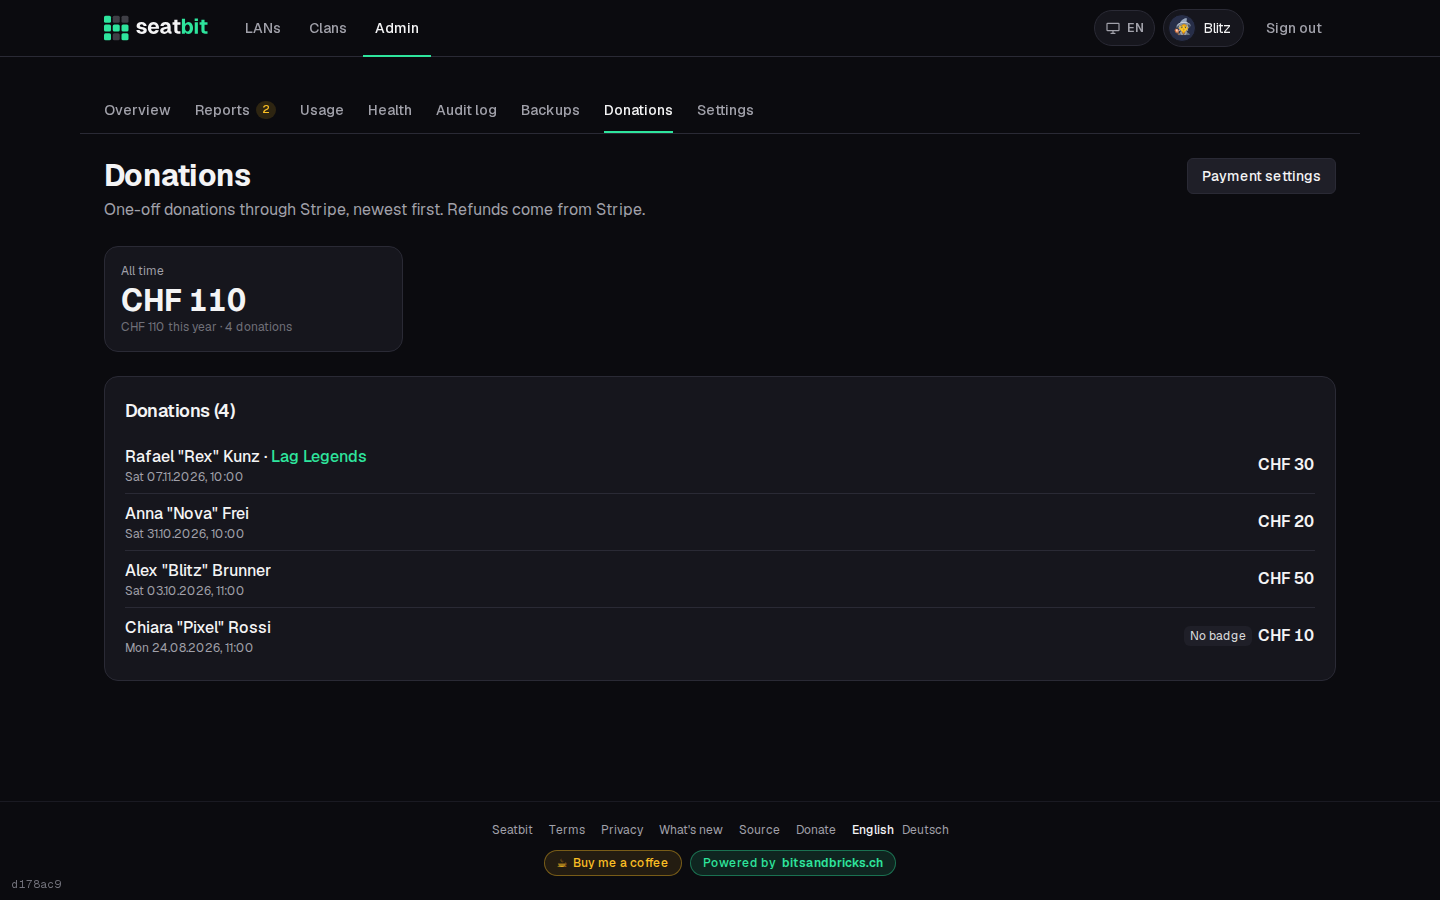 seatbit LANs Clans Admin EN Blitz Sign out
Overview Reports 2 Usage Health Audit log Backups Donations Settings
Donations
Payment settings
One-off donations through Stripe, newest first. Refunds come from Stripe.
All time
CHF 110
CHF 110 this year · 4 donations
Donations (4)
Rafael "Rex" Kunz · Lag Legends
Sat 07.11.2026, 10:00
CHF 30
Anna "Nova" Frei
Sat 31.10.2026, 10:00
CHF 20
Alex "Blitz" Brunner
Sat 03.10.2026, 11:00
CHF 50
Chiara "Pixel" Rossi
Mon 24.08.2026, 11:00
No badge CHF 10
Seatbit Terms Privacy What's new Source Donate English Deutsch
Buy me a coffee Powered by bitsandbricks.ch
d178ac9